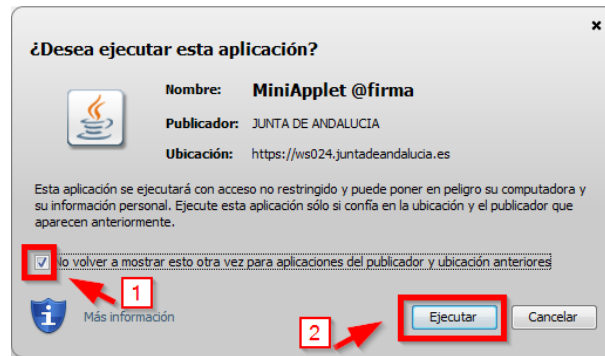 ¿Desea ejecutar esta aplicación?
Nombre: MiniApplet @firma
Publicador: JUNTA DE ANDALUCIA
Ubicación: https://ws024.juntadeandalucia.es
Esta aplicación se ejecutará con acceso no restringido y puede poner en peligro su computadora y
su información personal. Ejecute esta aplicación sólo si confía en la ubicación y el publicador que
aparecen anteriormente.
No volver a mostrar esto otra vez para aplicaciones del publicador y ubicación anteriores
1
Más información
2
Ejecutar
Cancelar